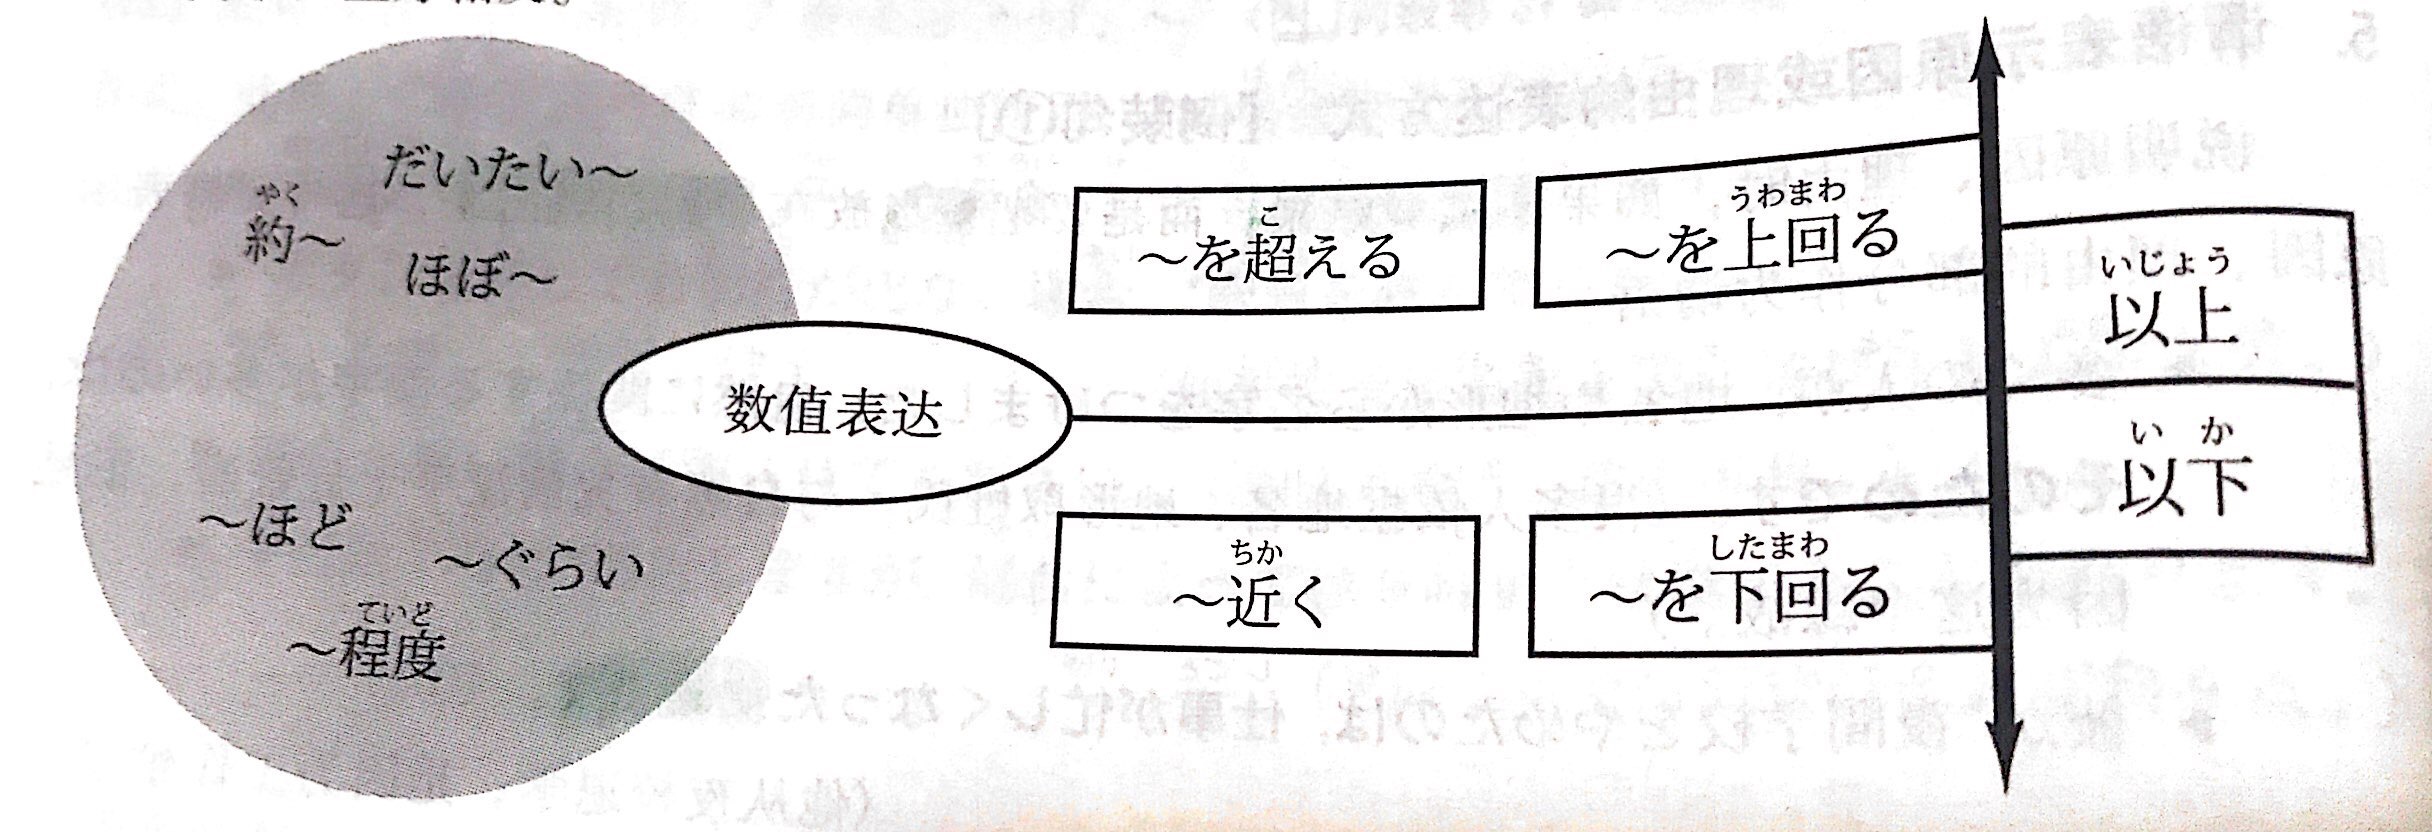 だいたい～
やく
約～
ほぼ～
～ほど
～ぐらい
ていど
～程度
数值表达
こ
～を超える
うわまわ
～を上回る
いじょう
以上
いか
以下
ちか
～近く
したまわ
～を下回る